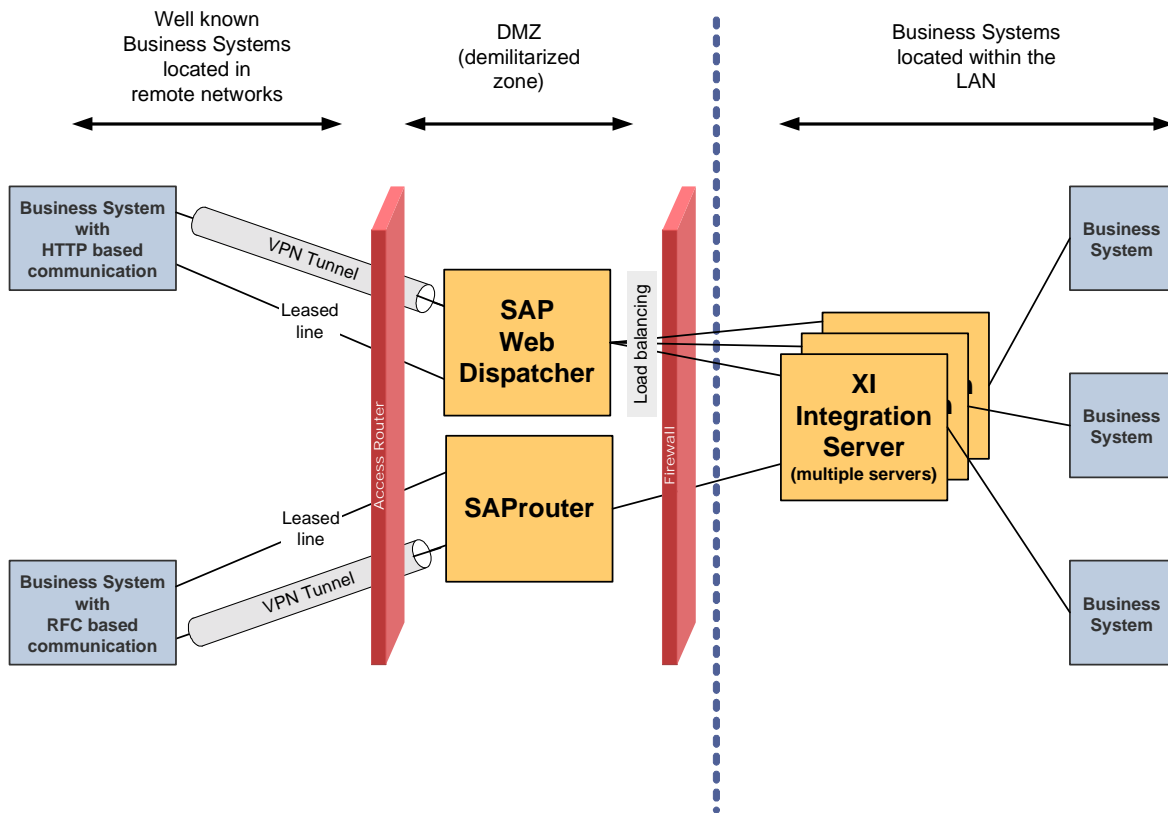 Well known
Business Systems
located in
remote networks
DMZ
(demilitarized
zone)
Business Systems
located within the
LAN
Business System
with
HTTP based
communication
VPN Tunnel
Leased
line
Access Router
SAP
Web
Dispatcher
Load balancing
Firewall
XI
Integration
Server
(multiple servers)
Business
System
Business
System
Business
System
SAProuter
Leased
line
VPN Tunnel
Business System
with
RFC based
communication